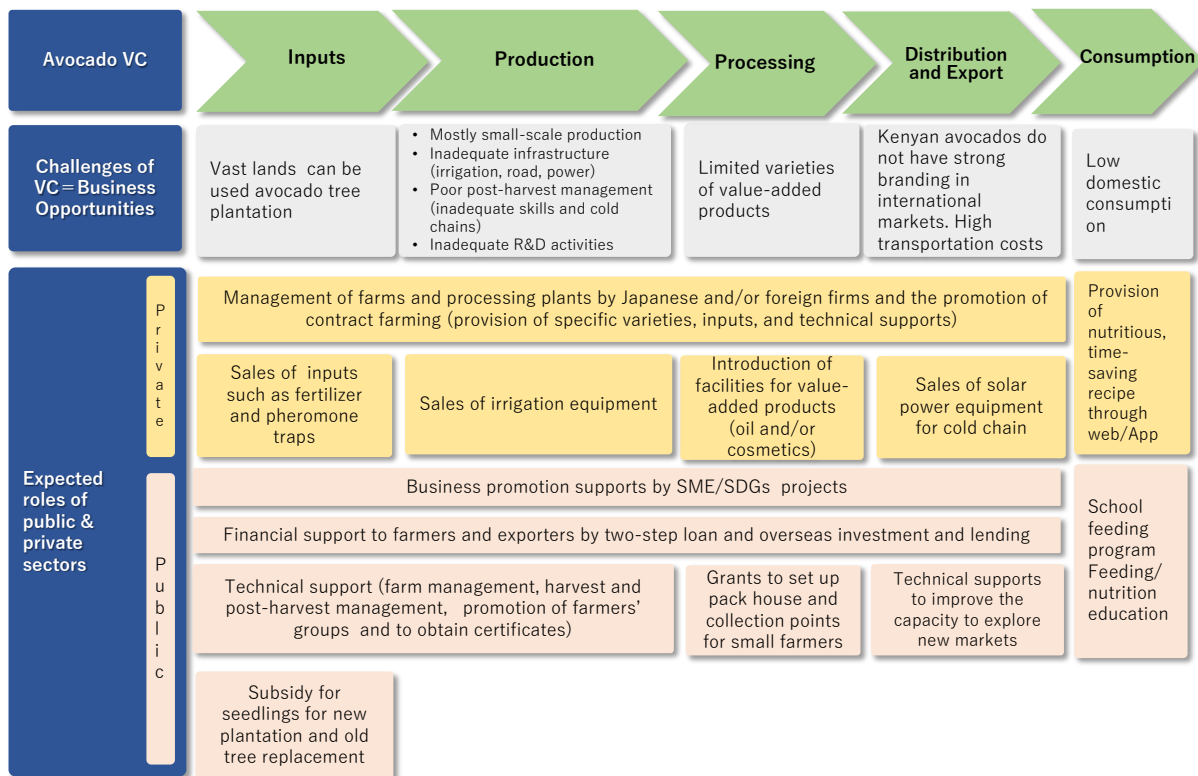 Avocado VC
Inputs
Production
Processing
Distribution
and Export
Consumption
Challenges of
VC=Business
Opportunities
Vast lands can be
used avocado tree
plantation
• Mostly small-scale production
• Inadequate infrastructure
(irrigation, road, power)
• Poor post-harvest management
(inadequate skills and cold
chains)
• Inadequate R&D activities
Limited varieties
of value-added
products
Kenyan avocados do
not have strong
branding in
international
markets. High
transportation costs
Low
domestic
consumpti
on
Expected
roles of
public &
private
sectors
P
r
i
v
a
t
e
Management of farms and processing plants by Japanese and/or foreign firms and the promotion of
contract farming (provision of specific varieties, inputs, and technical supports)
Sales of inputs
such as fertilizer
and pheromone
traps
Sales of irrigation equipment
Introduction of
facilities for value-
added products
(oil and/or
cosmetics)
Sales of solar
power equipment
for cold chain
Provision
of
nutritious,
time-
saving
recipe
through
web/App
P
u
b
l
i
c
Business promotion supports by SME/SDGs projects
Financial support to farmers and exporters by two-step loan and overseas investment and lending
Technical support (farm management, harvest and
post-harvest management, promotion of farmers'
groups and to obtain certificates)
Grants to set up
pack house and
collection points
for small farmers
Technical supports
to improve the
capacity to explore
new markets
School
feeding
program
Feeding/
nutrition
education
Subsidy for
seedlings for new
plantation and old
tree replacement